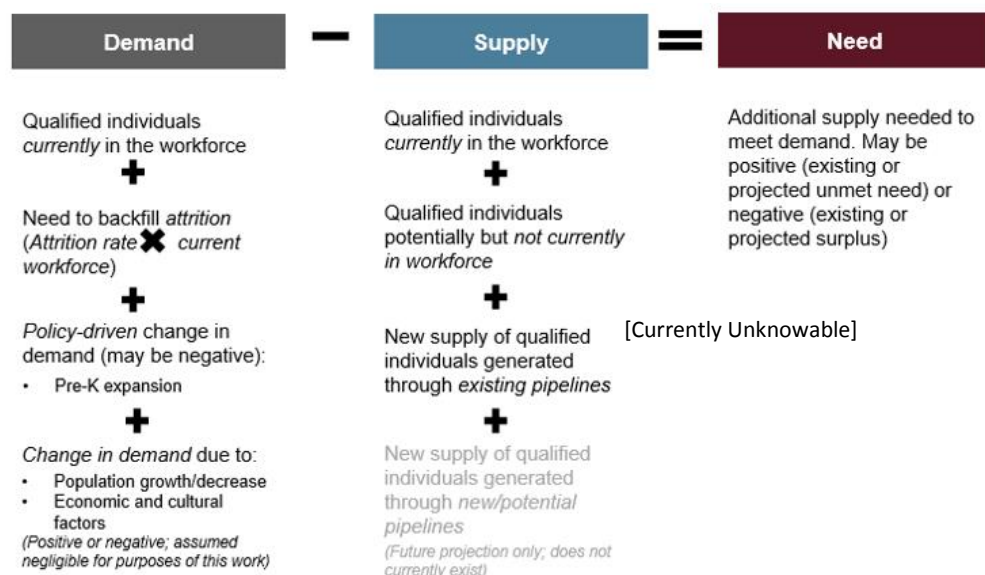 Demand
Supply
Need
Qualified individuals
currently in the workforce
Need to backfill attrition
(Attrition rate ✖ current
workforce)
Policy-driven change in
demand (may be negative):
• Pre-K expansion
Change in demand due to:
• Population growth/decrease
• Economic and cultural
factors
(Positive or negative; assumed
negligible for purposes of this work)
Qualified individuals
currently in the workforce
Qualified individuals
potentially but not currently
in workforce
New supply of qualified
individuals generated
through existing pipelines
[Currently Unknowable]
New supply of qualified
individuals generated
through new/potential
pipelines
(Future projection only; does not
currently exist)
Additional supply needed to
meet demand. May be
positive (existing or
projected unmet need) or
negative (existing or
projected surplus)